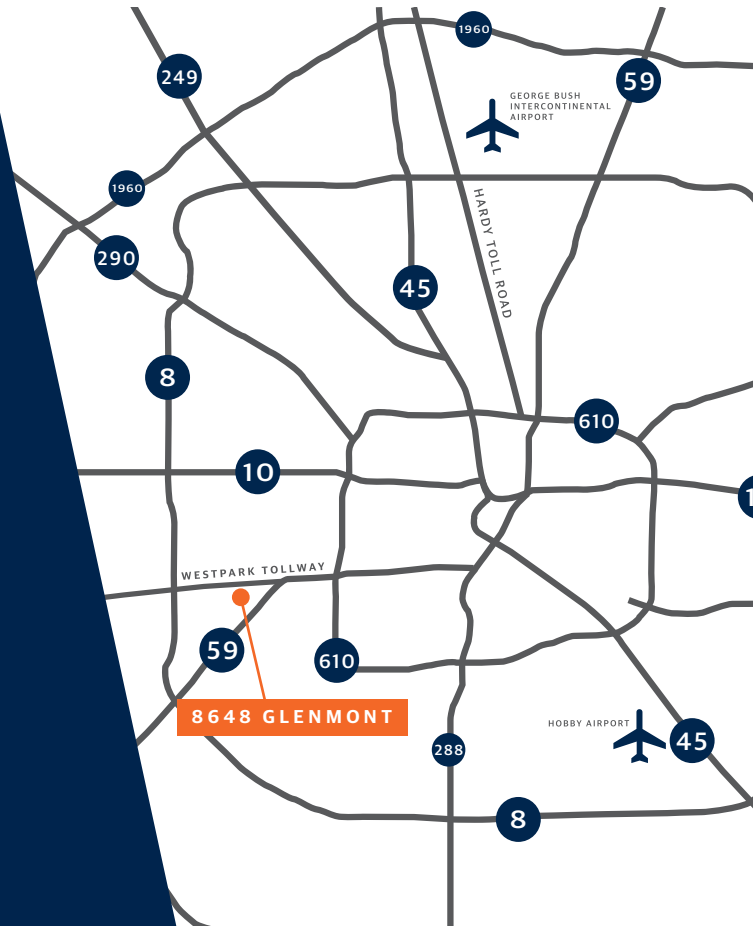 1960
249
59
GEORGE BUSH
INTERCONTINENTAL
AIRPORT
1960
HARDY TOLL ROAD
290
45
8
610
10
WESTPARK TOLLWAY
59
610
8648 GLENMONT
HOBBY AIRPORT
45
288
8